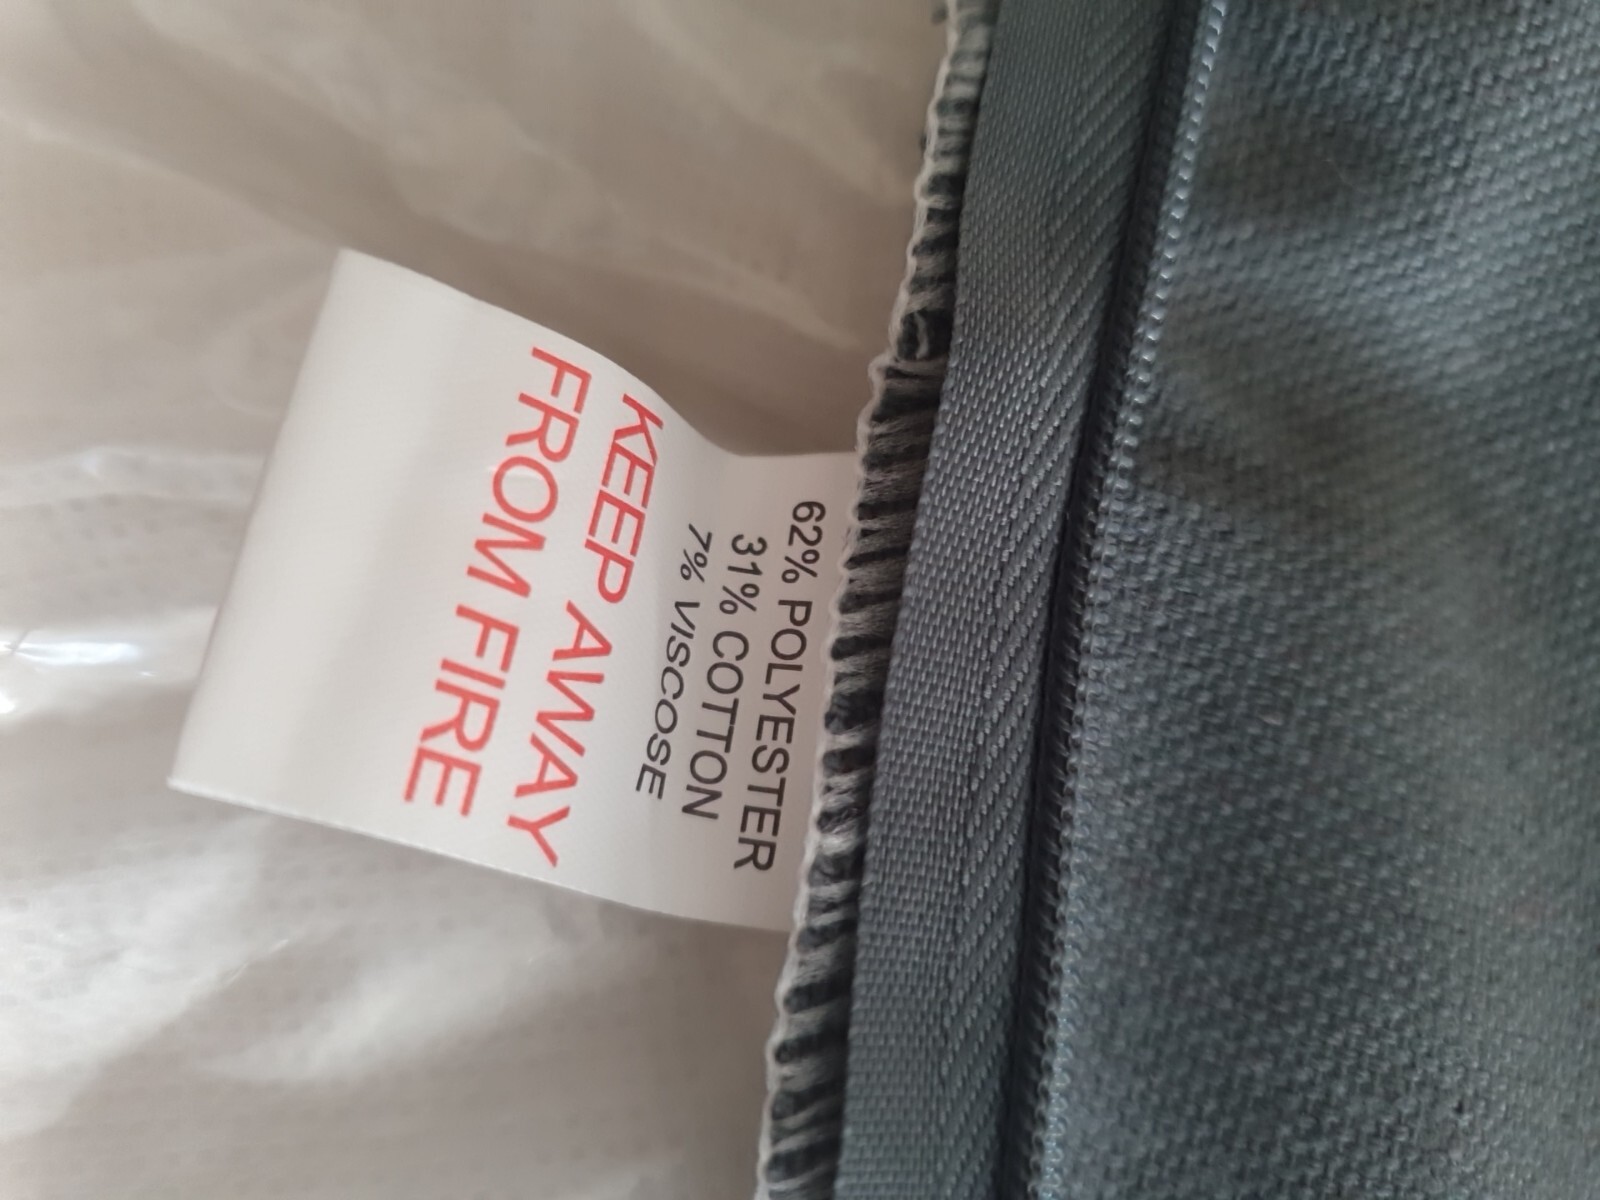 62% POLYESTER
31% COTTON
7% VISCOSE
KEEP AWAY
FROM FIRE